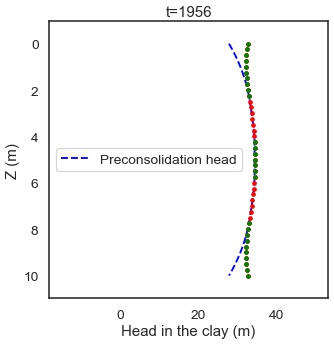 t=1956
0
2
4
6
8
10
Z (m)
Preconsolidation head
0
20
40
Head in the clay (m)